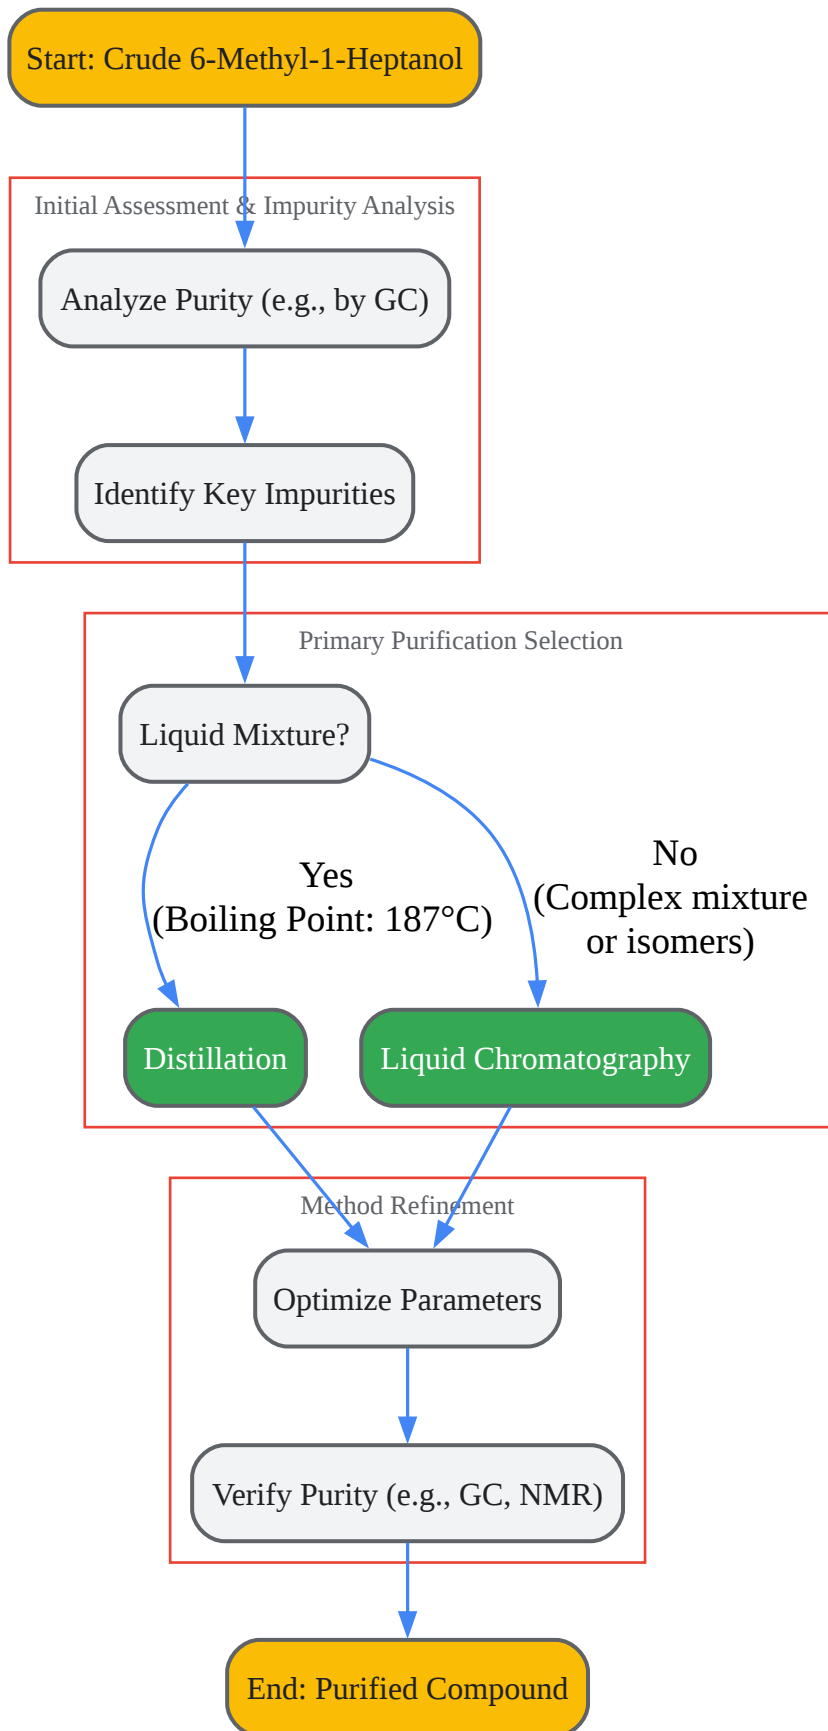 Start: Crude 6-Methyl-1-Heptanol
Initial Assessment & Impurity Analysis
Analyze Purity (e.g., by GC)
Identify Key Impurities
Primary Purification Selection
Liquid Mixture?
Yes
(Boiling Point: 187°C)
No
(Complex mixture
or isomers)
Distillation
Liquid Chromatography
Method Refinement
Optimize Parameters
Verify Purity (e.g., GC, NMR)
End: Purified Compound